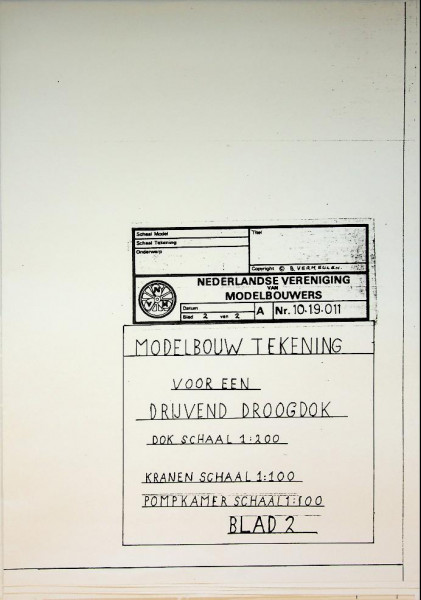 Schaal Model
Schaal Tekening
Onderwerp
Titel
Copyright © B. VERMEULEN.
NEDERLANDSE VERENIGING
VAN
MODELBOUWERS
Datum
Blad 2 van 2
A
Nr. 10.19.011
MODELBOUW TEKENING
VOOR EEN
DRIJVEND DROOGDOK
DOK SCHAAL 1:200
KRANEN SCHAAL 1:100
POMPKAMER SCHAAL 1:100
BLAD 2